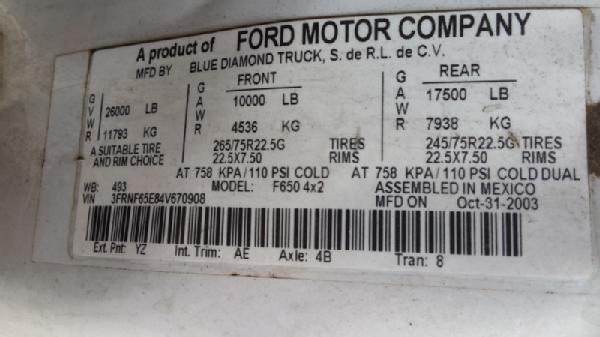 A product of FORD MOTOR COMPANY
MFD BY BLUE DIAMOND TRUCK, S. de R.L. de C.V.
GVWR 26000 LB 11793 KG
FRONT GAWR 10000 LB 4536 KG
REAR GAWR 17500 LB 7938 KG
A SUITABLE TIRE AND RIM CHOICE
265/75R22.5G TIRES 245/75R22.5G TIRES
22.5X7.50 RIMS 22.5X7.50 RIMS
AT 758 KPA/110 PSI COLD AT 758 KPA/110 PSI COLD DUAL
WB: 493 MODEL: F650 4x2 ASSEMBLED IN MEXICO
VIN 3FRNF65E84V670908 MFD ON Oct-31-2003
Ext. Pnt: YZ Int. Trim: AE Axle: 4B Tran: 8